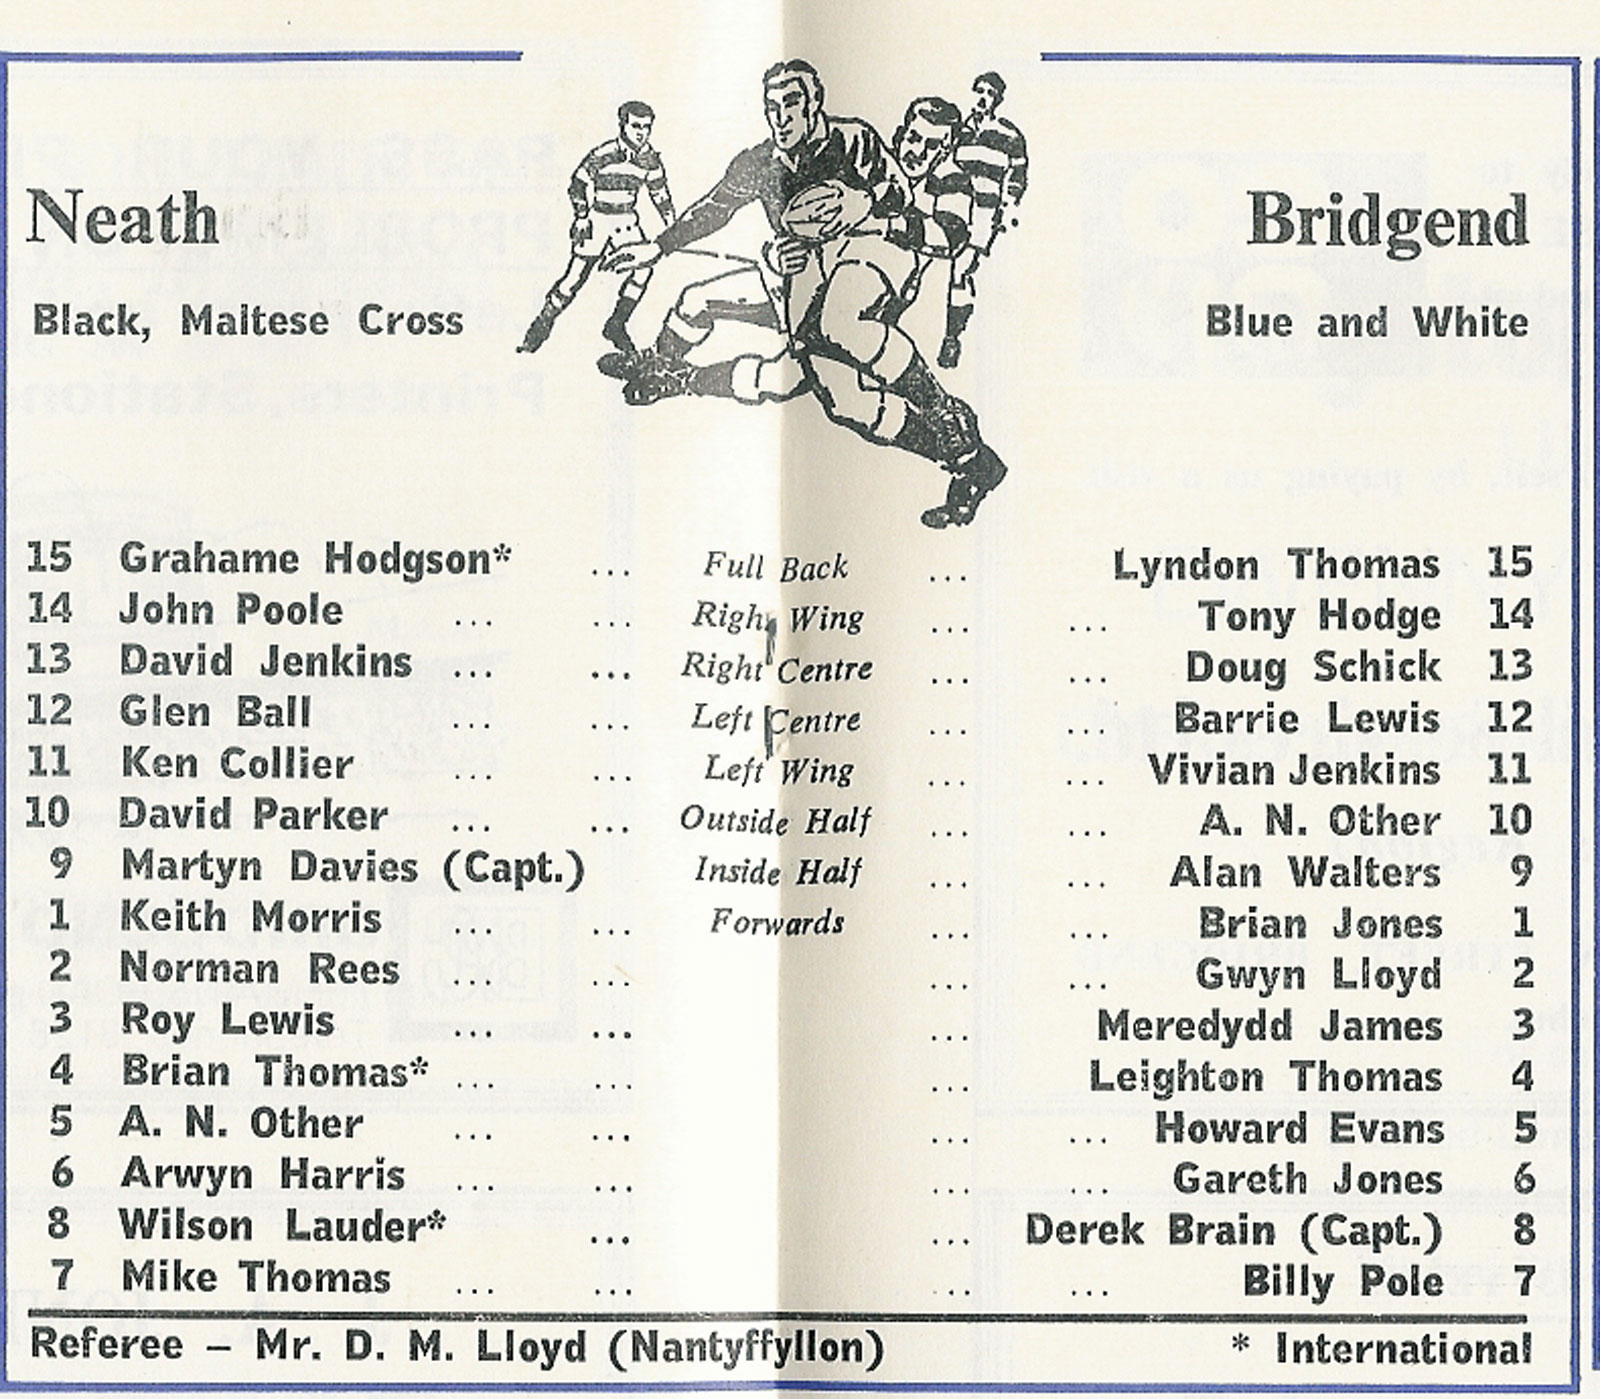 Neath Bridgend
Black, Maltese Cross Blue and White
15 Grahame Hodgson* ... Full Back ... Lyndon Thomas 15
14 John Poole ... ... Right Wing ... ... Tony Hodge 14
13 David Jenkins ... ... Right Centre ... ... Doug Schick 13
12 Glen Ball ... ... Left Centre ... ... Barrie Lewis 12
11 Ken Collier ... ... Left Wing ... ... Vivian Jenkins 11
10 David Parker ... ... Outside Half ... ... A. N. Other 10
9 Martyn Davies (Capt.) Inside Half ... ... Alan Walters 9
1 Keith Morris ... ... Forwards ... ... Brian Jones 1
2 Norman Rees ... ... ... ... Gwyn Lloyd 2
3 Roy Lewis ... ... ... Meredydd James 3
4 Brian Thomas* ... ... ... Leighton Thomas 4
5 A. N. Other ... ... ... ... Howard Evans 5
6 Arwyn Harris ... ... ... ... Gareth Jones 6
8 Wilson Lauder* ... ... Derek Brain (Capt.) 8
7 Mike Thomas ... ... ... ... Billy Pole 7
Referee – Mr. D. M. Lloyd (Nantyffyllon) * International